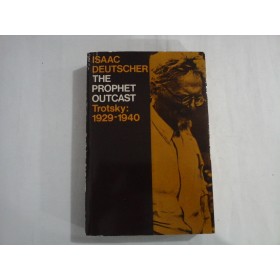 ISAAC
DEUTSCHER
THE
PROPHET
OUTCAST
Trotsky:
1929-1940